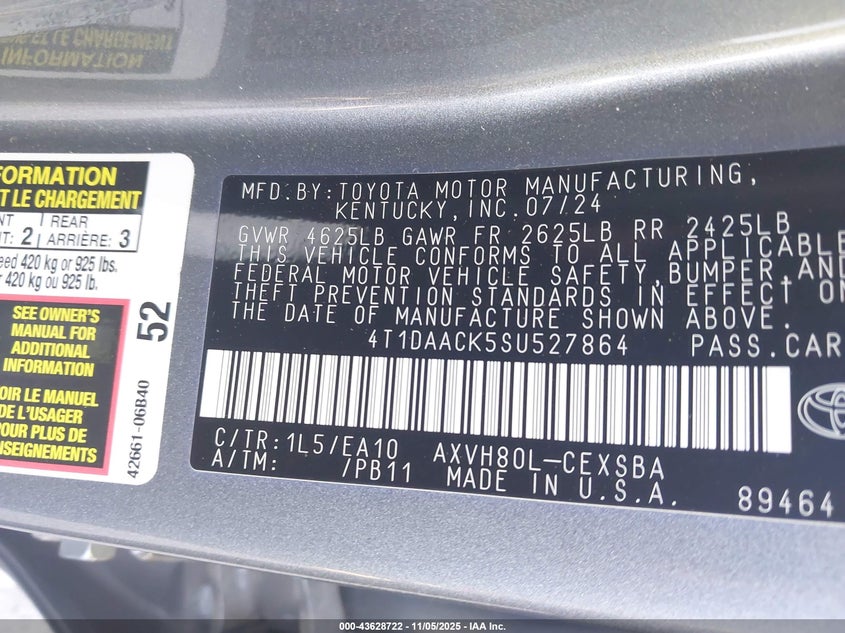 FORMATION
T LE CHARGEMENT
NT REAR
T: 2 ARRIÈRE: 3
eed 420 kg or 925 lbs.
r 420 kg ou 925 lb.
SEE OWNER'S
MANUAL FOR
ADDITIONAL
INFORMATION
OIR LE MANUEL
DE L'USAGER
POUR PLUS DE
NSEIGNEMENTS
52
42661-06B40
MFD.BY:TOYOTA MOTOR MANUFACTURING,
KENTUCKY,INC.07/24
GVWR 4625LB GAWR FR 2625LB RR 2425LB
THIS VEHICLE CONFORMS TO ALL APPLICABLE
FEDERAL MOTOR VEHICLE SAFETY,BUMPER,AND
THEFT PREVENTION STANDARDS IN EFFECT ON
THE DATE OF MANUFACTURE SHOWN ABOVE.
4T1DAACK5SU527864 PASS.CAR
C/TR:1L5/EA10 AXVH80L-CEXSBA
A/TM: /PB11 MADE IN U.S.A.
89464
TOYOTA
000-43628722 - 11/05/2025 - IAA Inc.